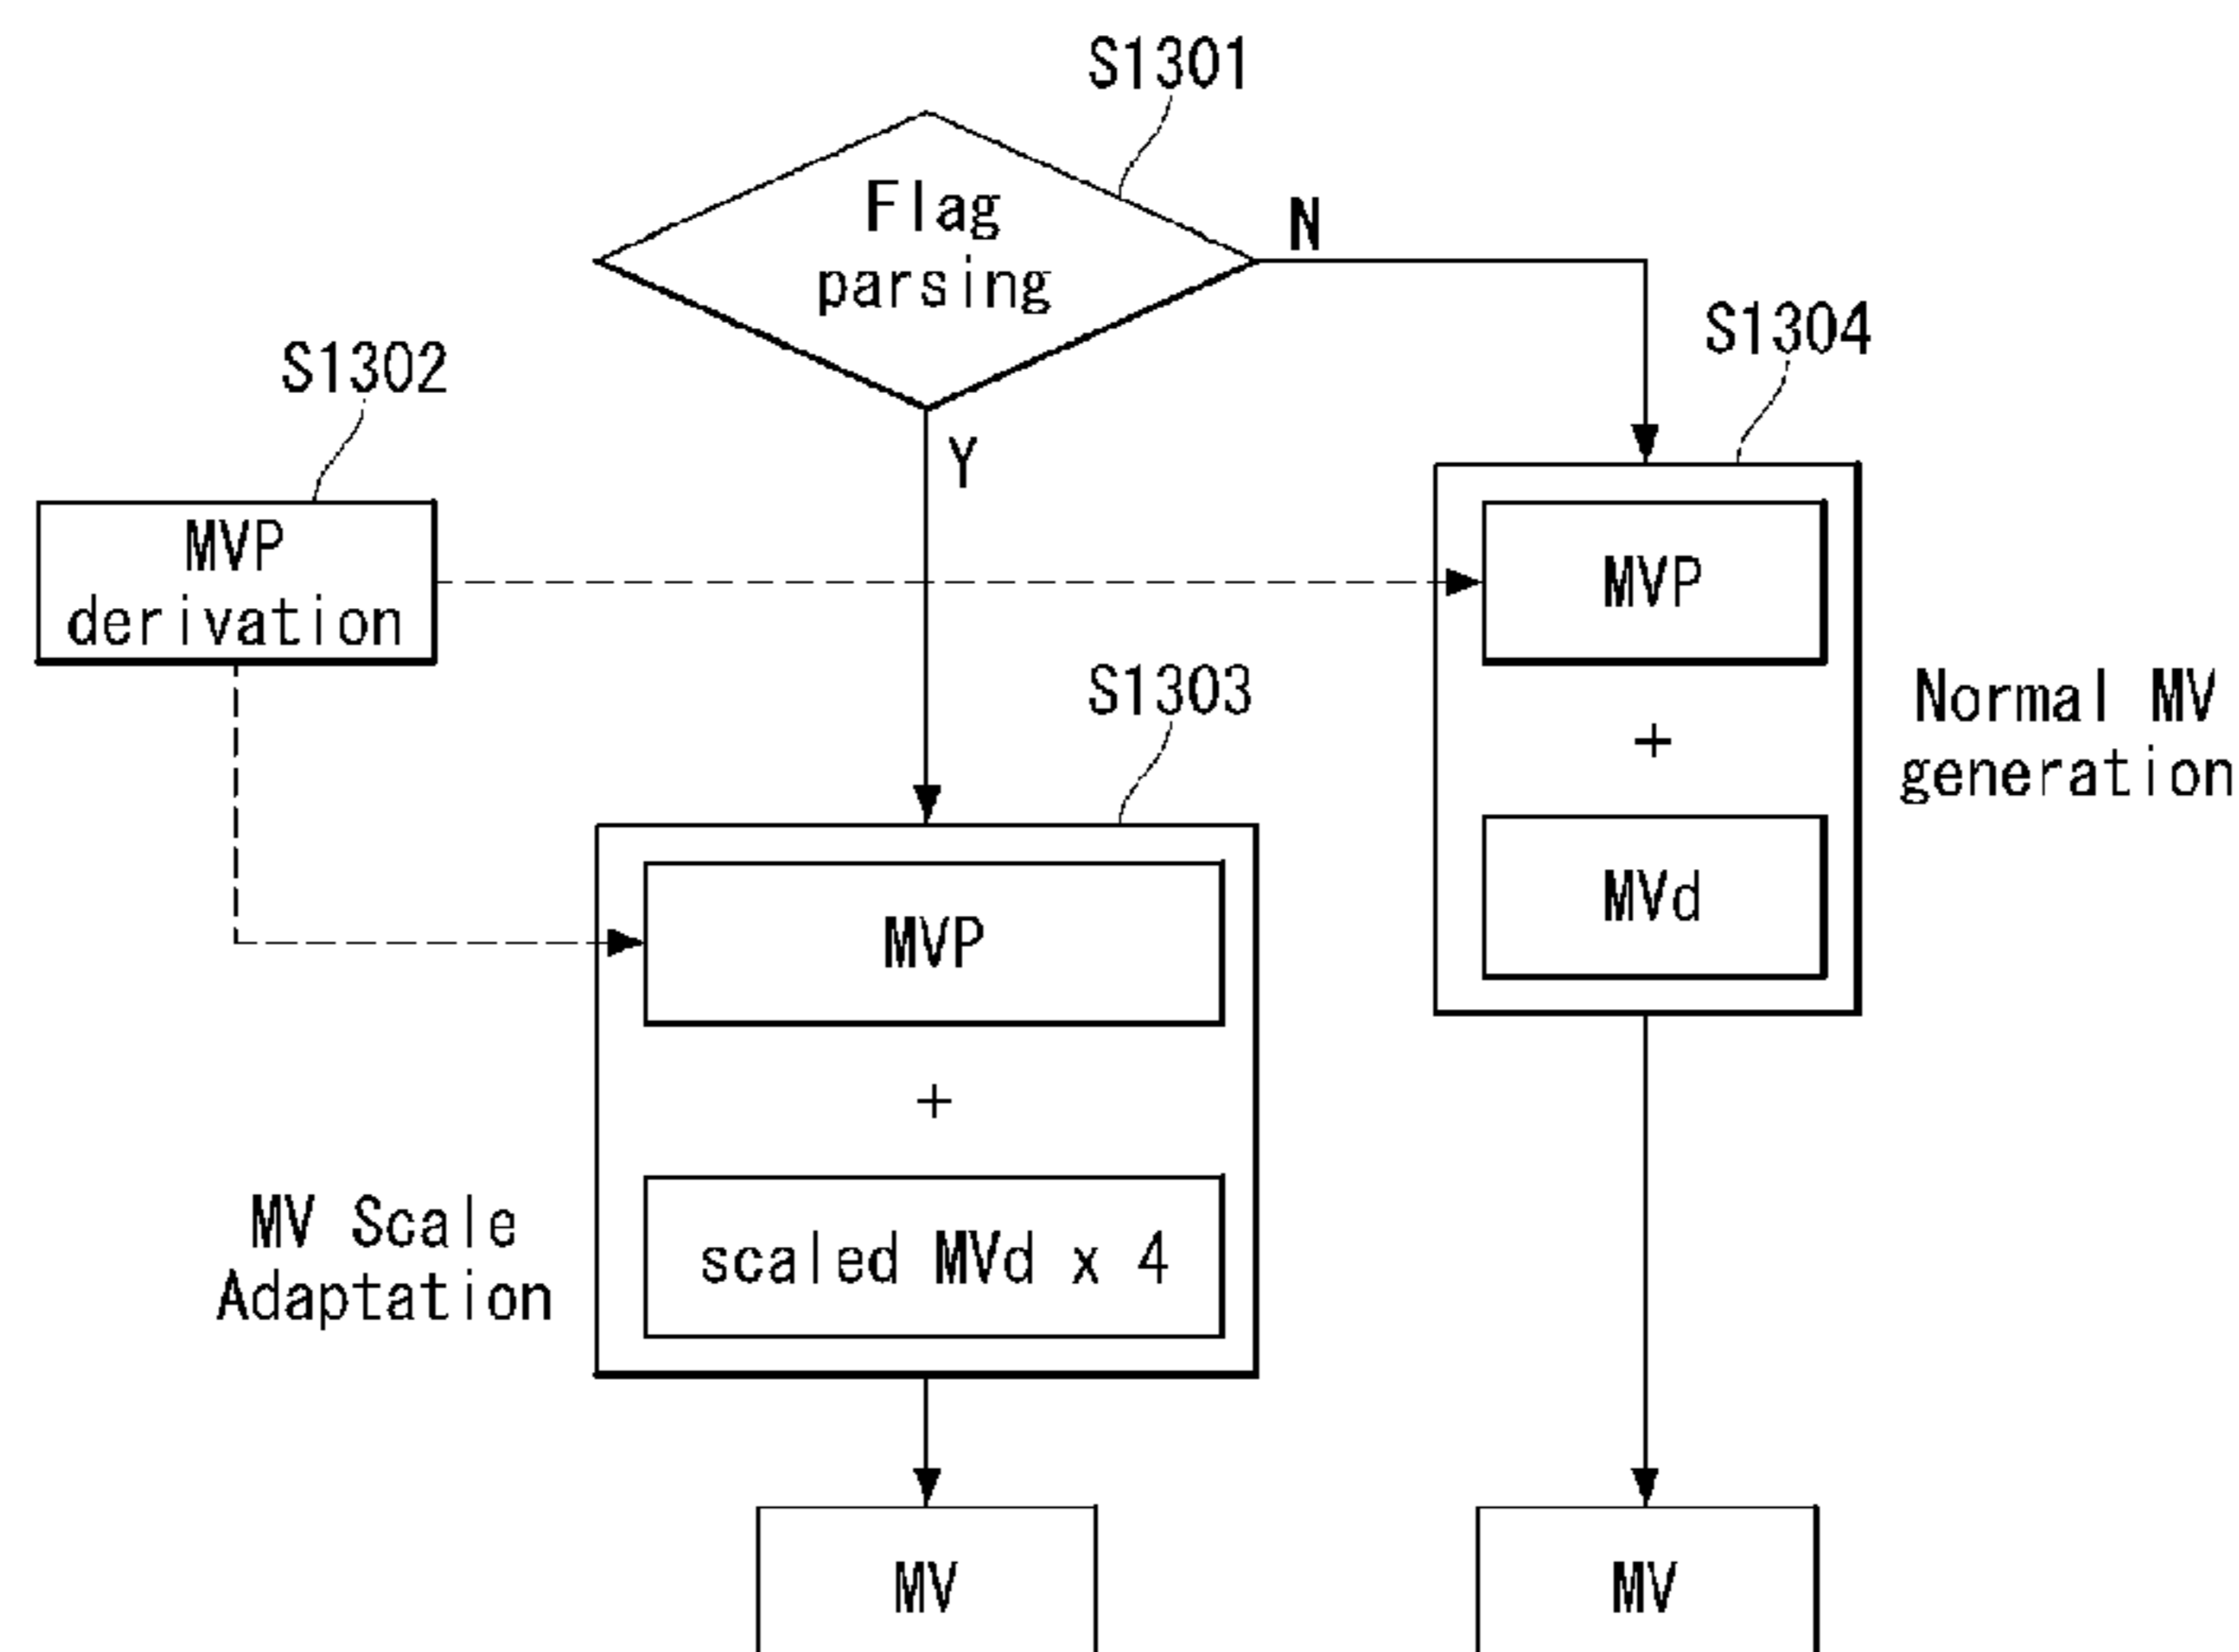 S1301
Flag
parsing
N
S1302
S1304
Y
MVP
derivation
MVP
+
MVd
Normal MV
generation
S1303
MVP
+
scaled MVd x 4
MV Scale
Adaptation
MV
MV